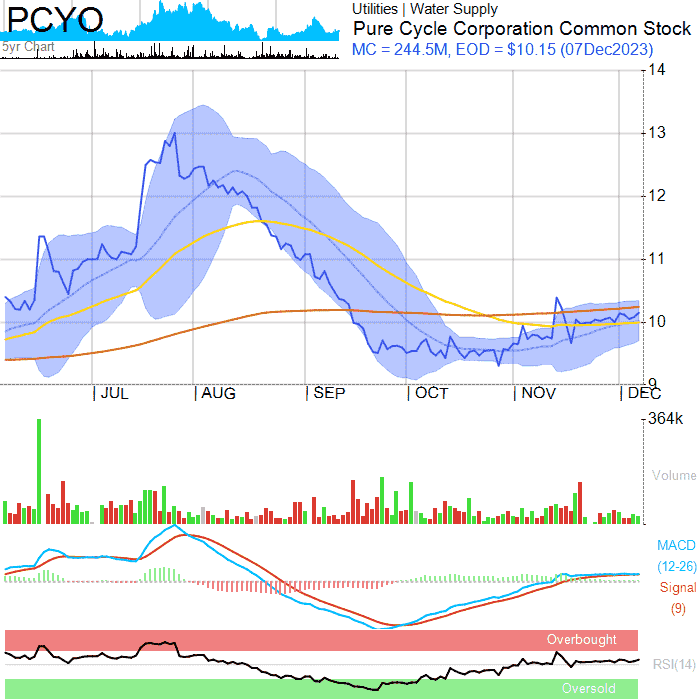 PCYO
5yr Chart
Utilities | Water Supply
Pure Cycle Corporation Common Stock
MC = 244.5M, EOD = $10.15 (07Dec2023)
14
13
12
11
10
9
JUL AUG SEP OCT NOV DEC
364k
Volume
MACD
(12-26)
Signal
(9)
Overbought
RSI(14)
Oversold